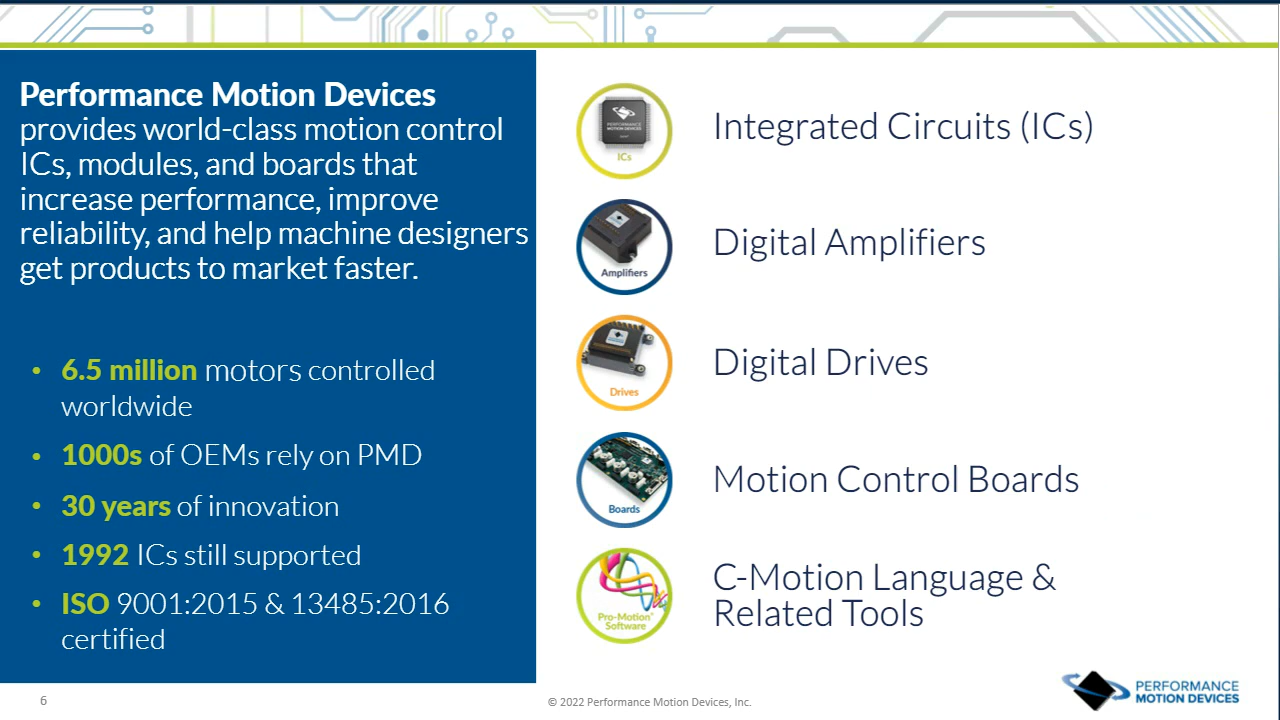 Performance Motion Devices
provides world-class motion control
ICs, modules, and boards that
increase performance, improve
reliability, and help machine designers
get products to market faster.
• 6.5 million motors controlled
worldwide
• 1000s of OEMs rely on PMD
• 30 years of innovation
• 1992 ICs still supported
• ISO 9001:2015 & 13485:2016
certified
PERFORMANCE
MOTION DEVICES
ICs
Integrated Circuits (ICs)
Amplifiers
Digital Amplifiers
Drives
Digital Drives
Boards
Motion Control Boards
Pro-Motion®
Software
C-Motion Language &
Related Tools
6
© 2022 Performance Motion Devices, Inc.
PERFORMANCE
MOTION DEVICES